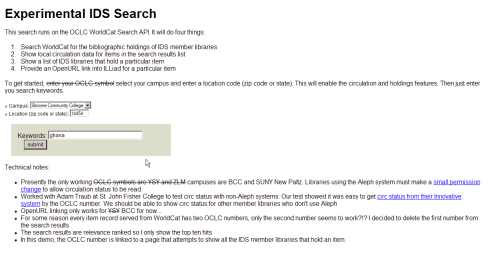 Experimental IDS Search
This search runs on the OCLC WorldCat Search API. It will do four things:
1. Search WorldCat for the bibliographic holdings of IDS member libraries
2. Show local circulation data for items in the search results list
3. Show a list of IDS libraries that hold a particular item
4. Provide an OpenURL link into ILLiad for a particular item
To get started, enter your OCLC symbol select your campus and enter a location code (zip code or state). This will enable the circulation and holdings features. Then just enter
you search keywords.
Campus: Broome Community College
Location (zip code or state): 14454
Keywords: ghana
submit
Technical notes:
Presently the only working OCLC symbols are YSY and ZLM campuses are BCC and SUNY New Paltz. Libraries using the Aleph system must make a small permission
change to allow circulation status to be read.
Worked with Adam Traub at St. John Fisher College to test circ status with non-Aleph systems. Our test showed it was easy to get circ status from their Innovative
system by the OCLC number. We should be able to show circ status for other member libraries who don't use Aleph
OpenURL linking only works for YSY BCC for now...
For some reason every item record served from WorldCat has two OCLC numbers, only the second number seems to work?!? I decided to delete the first number from
the search results
The search results are relevance ranked so I only show the top ten hits
In this demo, the OCLC number is linked to a page that attempts to show all the IDS member libraries that hold an item